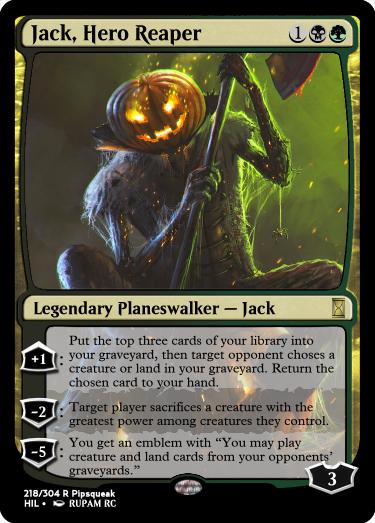 Jack, Hero Reaper 1
Legendary Planeswalker — Jack
+1: Put the top three cards of your library into
your graveyard, then target opponent choses a
creature or land in your graveyard. Return the
chosen card to your hand.
-2: Target player sacrifices a creature with the
greatest power among creatures they control.
-5: You get an emblem with “You may play
creature and land cards from your opponents'
graveyards.”
3
218/304 R Pipsqueak
HIL • RUPAM RC